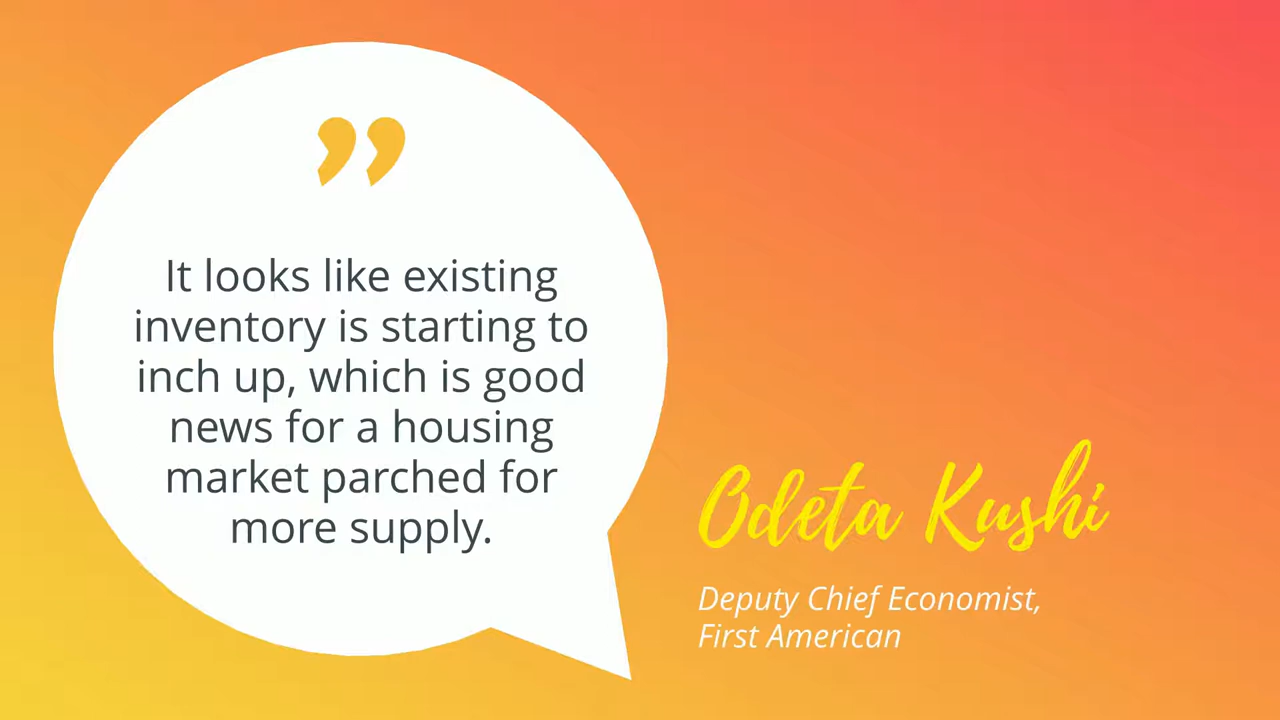 ”
It looks like existing
inventory is starting to
inch up, which is good
news for a housing
market parched for
more supply.
Odeta Kushi
Deputy Chief Economist,
First American